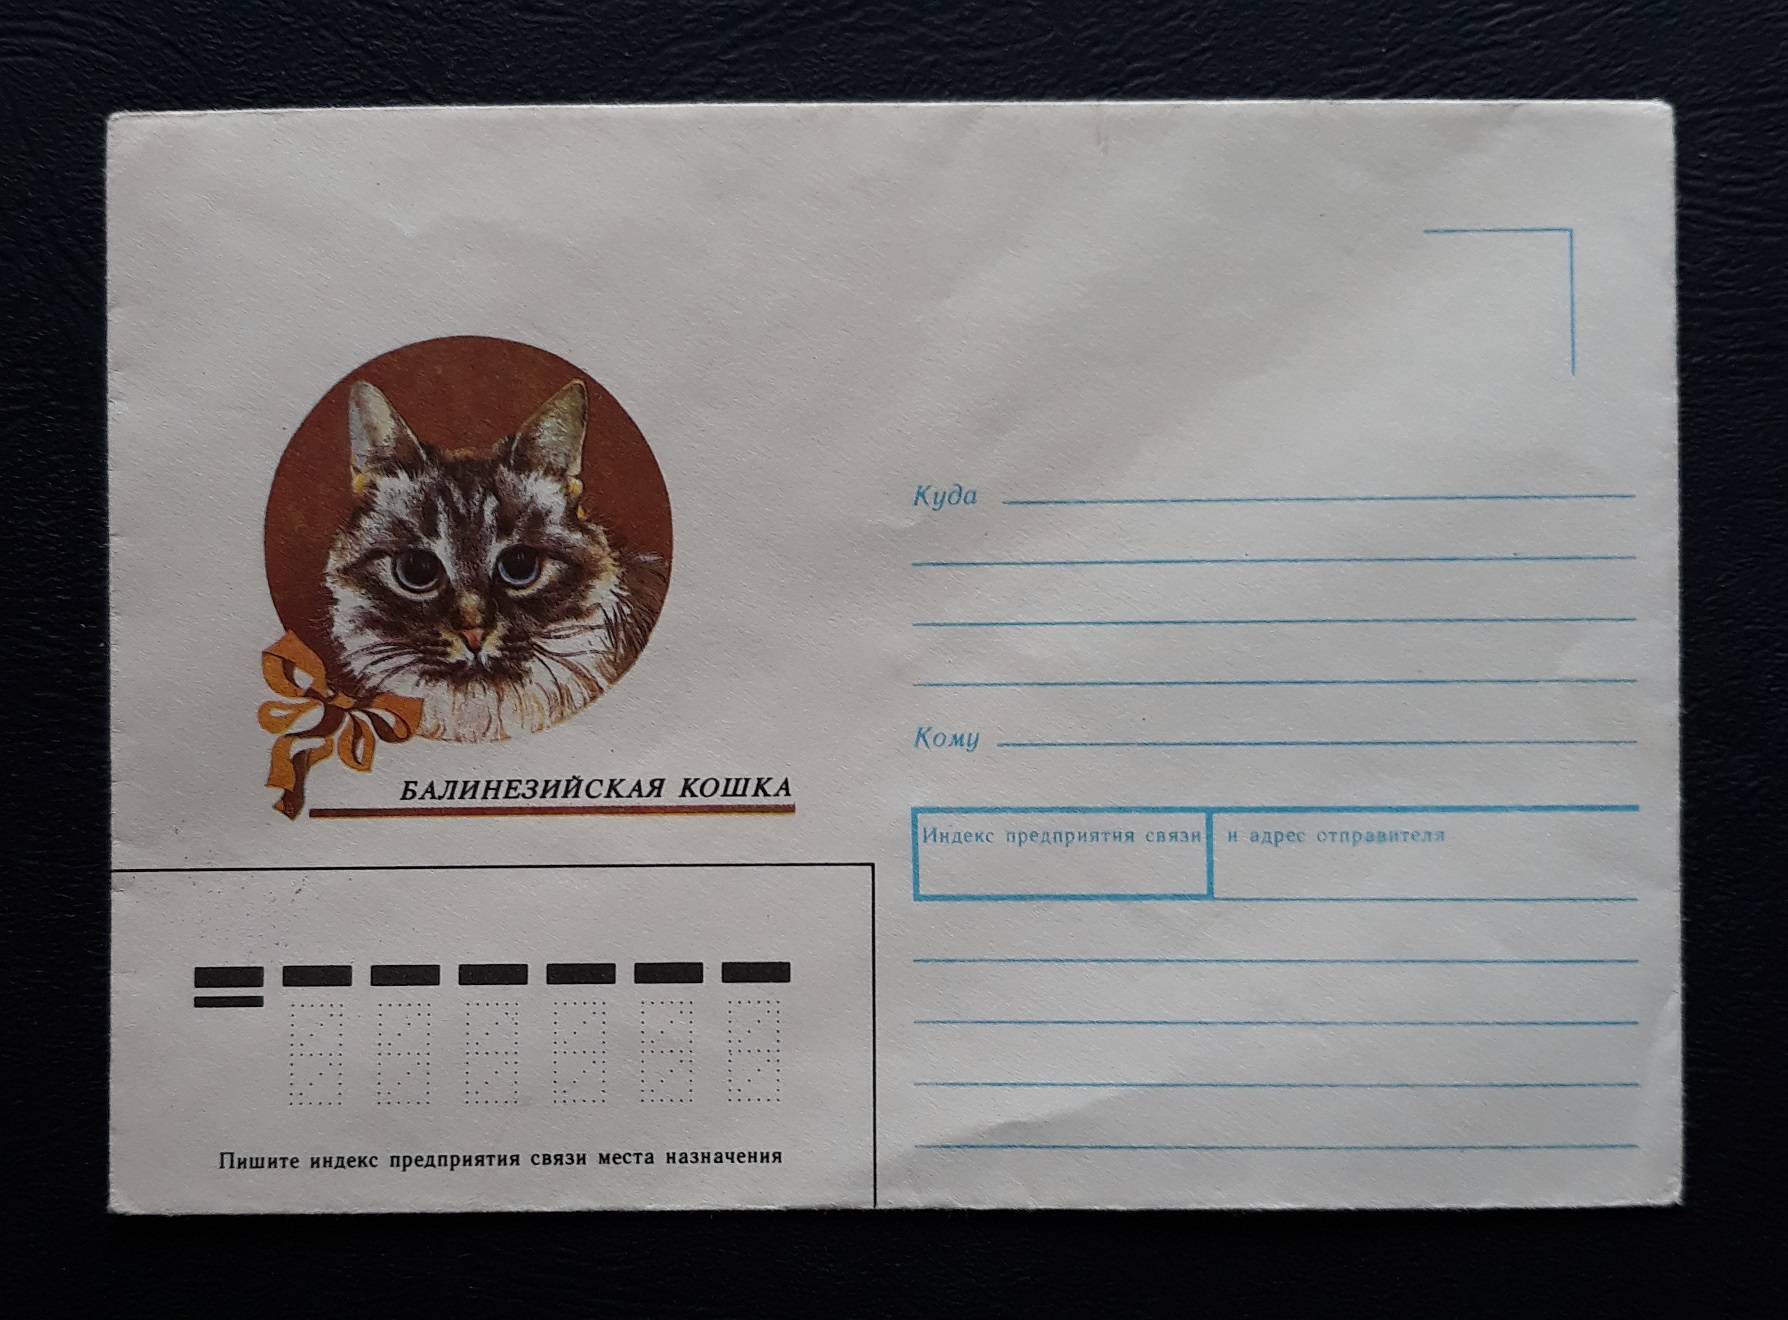 БАЛИНЕЗИЙСКАЯ КОШКА
Куда
Кому
Индекс предприятия связи и адрес отправителя
Пишите индекс предприятия связи места назначения